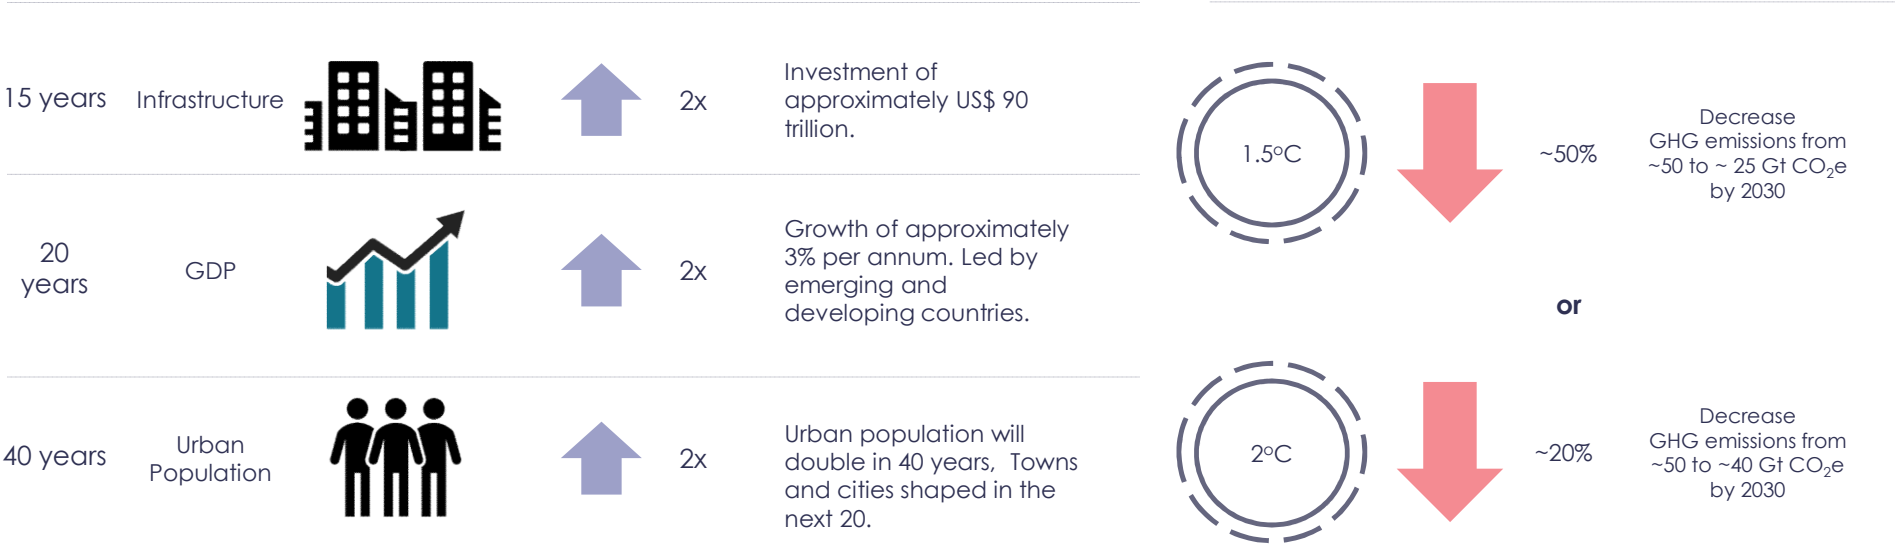 15 years
Infrastructure
2x
Investment of
approximately US$ 90
trillion.
20
years
GDP
2x
Growth of approximately
3% per annum. Led by
emerging and
developing countries.
40 years
Urban
Population
2x
Urban population will
double in 40 years,  Towns
and cities shaped in the
next 20.
1.5°C
~50%
Decrease
GHG emissions from
~50 to ~ 25 Gt CO₂e
by 2030
or
2°C
~20%
Decrease
GHG emissions from
~50 to ~40 Gt CO₂e
by 2030